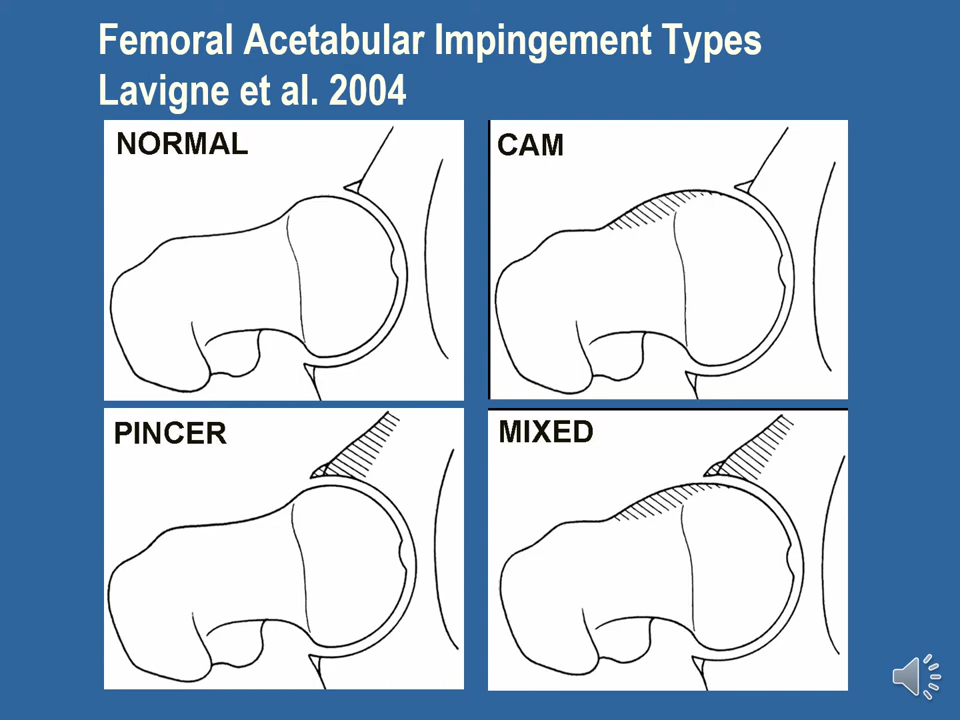 Femoral Acetabular Impingement Types
Lavigne et al. 2004
NORMAL
CAM
PINCER
MIXED